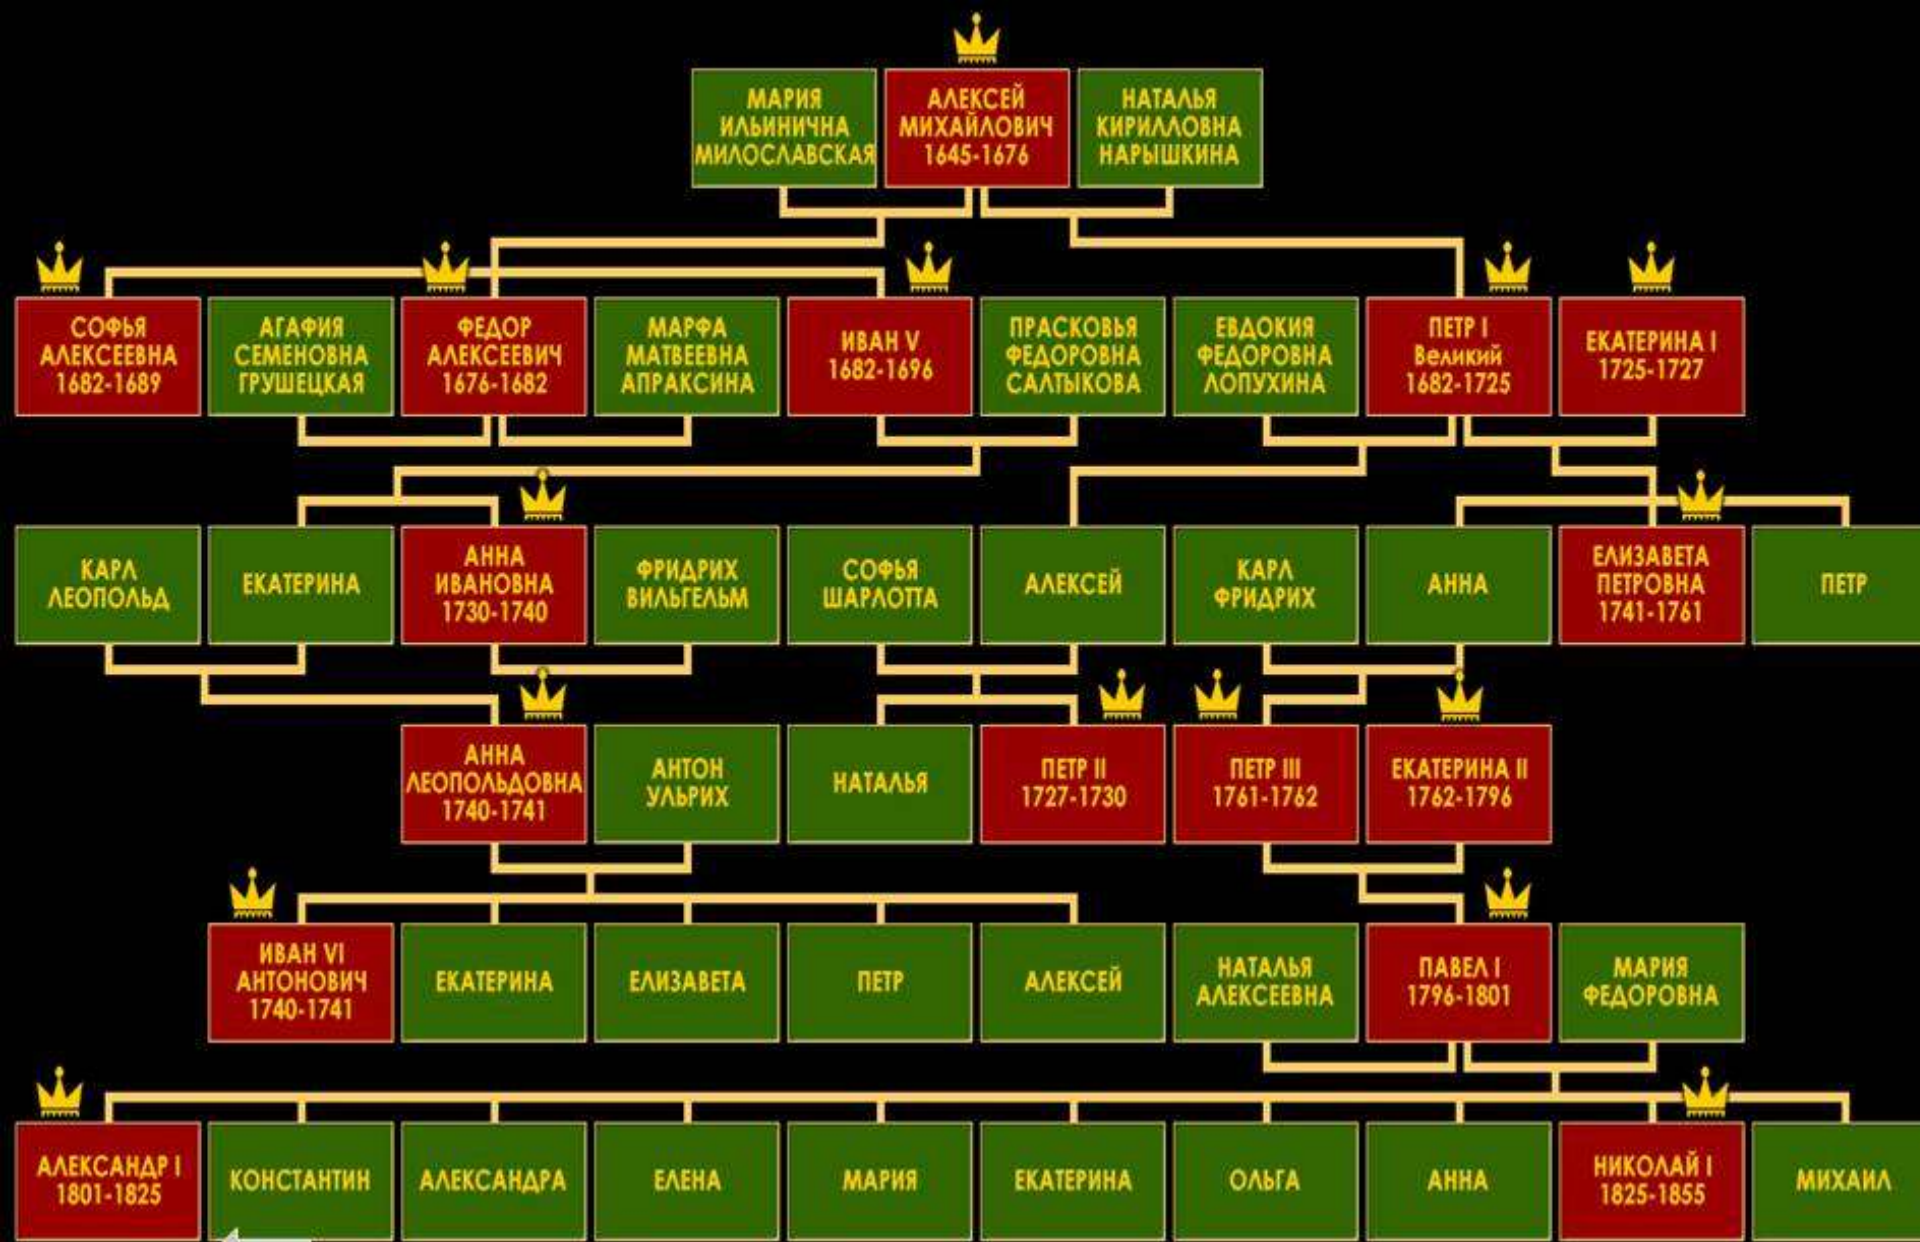 МАРИЯ
ИЛЬИНИЧНА
МИЛОСЛАВСКАЯ
АЛЕКСЕЙ
МИХАЙЛОВИЧ
1645-1676
НАТАЛЬЯ
КИРИЛЛОВНА
НАРЫШКИНА
СОФЬЯ
АЛЕКСЕЕВНА
1682-1689
АГАФИЯ
СЕМЕНОВНА
ГРУШЕЦКАЯ
ФЕДОР
АЛЕКСЕЕВИЧ
1676-1682
МАРФА
МАТВЕЕВНА
АПРАКСИНА
ИВАН V
1682-1696
ПРАСКОВЬЯ
ФЕДОРОВНА
САЛТЫКОВА
ЕВДОКИЯ
ФЕДОРОВНА
ЛОПУХИНА
ПЕТР I
Великий
1682-1725
ЕКАТЕРИНА I
1725-1727
КАРЛ
ЛЕОПОЛЬД
ЕКАТЕРИНА
АННА
ИВАНОВНА
1730-1740
ФРИДРИХ
ВИЛЬГЕЛЬМ
СОФЬЯ
ШАРЛОТТА
АЛЕКСЕЙ
КАРЛ
ФРИДРИХ
АННА
ЕЛИЗАВЕТА
ПЕТРОВНА
1741-1761
ПЕТР
АННА
ЛЕОПОЛЬДОВНА
1740-1741
АНТОН
УЛЬРИХ
НАТАЛЬЯ
ПЕТР II
1727-1730
ПЕТР III
1761-1762
ЕКАТЕРИНА II
1762-1796
ИВАН VI
АНТОНОВИЧ
1740-1741
ЕКАТЕРИНА
ЕЛИЗАВЕТА
ПЕТР
АЛЕКСЕЙ
НАТАЛЬЯ
АЛЕКСЕЕВНА
ПАВЕЛ I
1796-1801
МАРИЯ
ФЕДОРОВНА
АЛЕКСАНДР I
1801-1825
КОНСТАНТИН
АЛЕКСАНДРА
ЕЛЕНА
МАРИЯ
ЕКАТЕРИНА
ОЛЬГА
АННА
НИКОЛАЙ I
1825-1855
МИХАИЛ